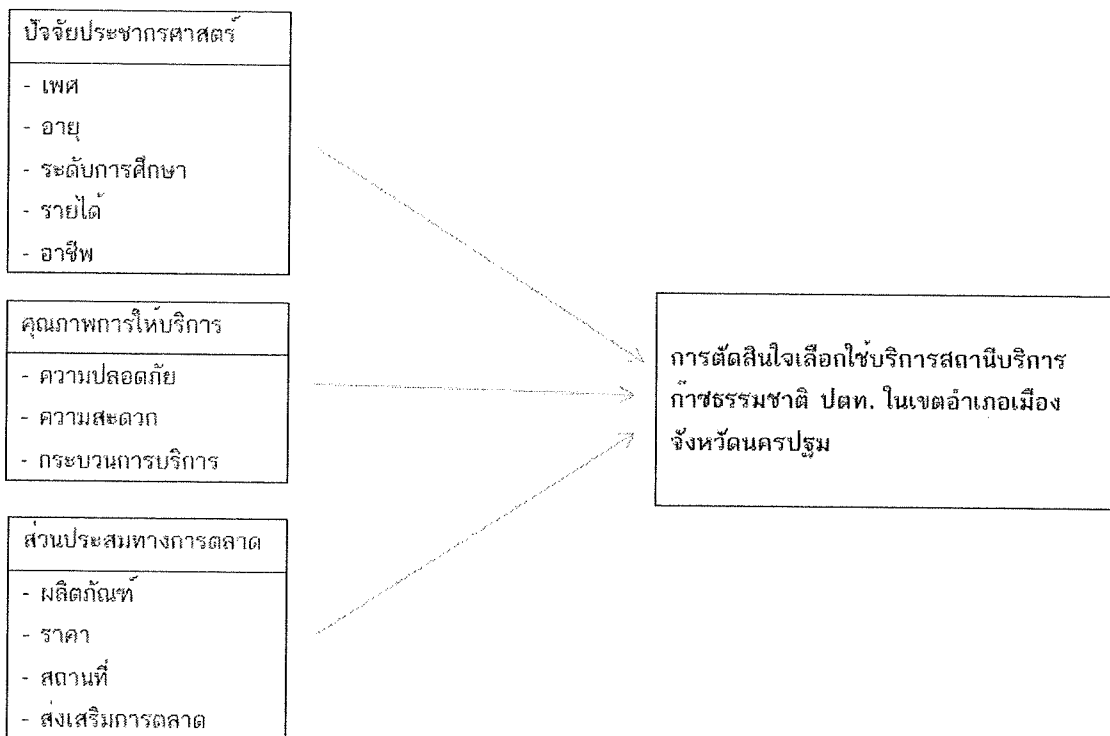 ปัจจัยประชากรศาสตร์
- เพศ
- อายุ
- ระดับการศึกษา
- รายได้
- อาชีพ
คุณภาพการให้บริการ
- ความปลอดภัย
- ความสะดวก
- กระบวนการบริการ
ส่วนประสมทางการตลาด
- ผลิตภัณฑ์
- ราคา
- สถานที่
- ส่งเสริมการตลาด
การตัดสินใจเลือกใช้บริการสถานีบริการ
ก๊าซธรรมชาติ ปตท. ในเขตอำเภอเมือง
จังหวัดนครปฐม